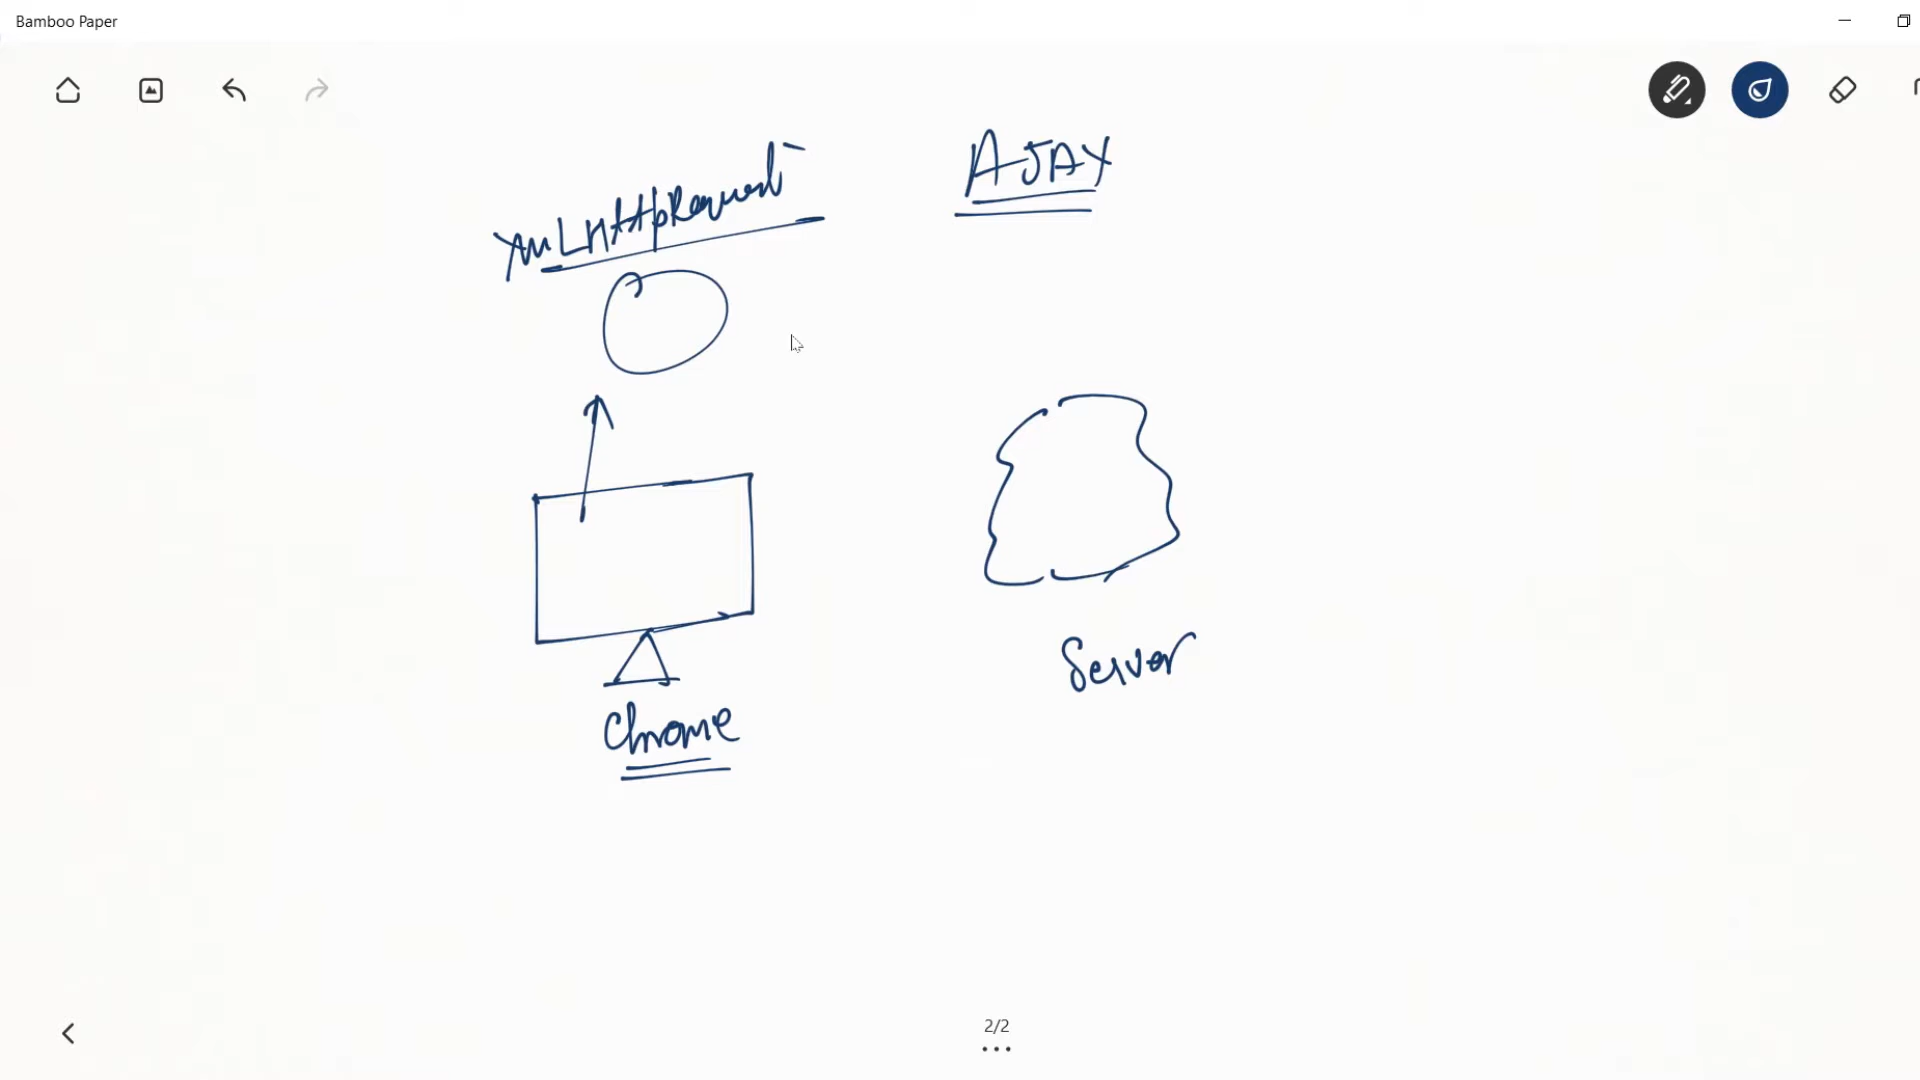 Bamboo Paper
AJAX
XMLHttpRequest
Server
Chrome
2/2